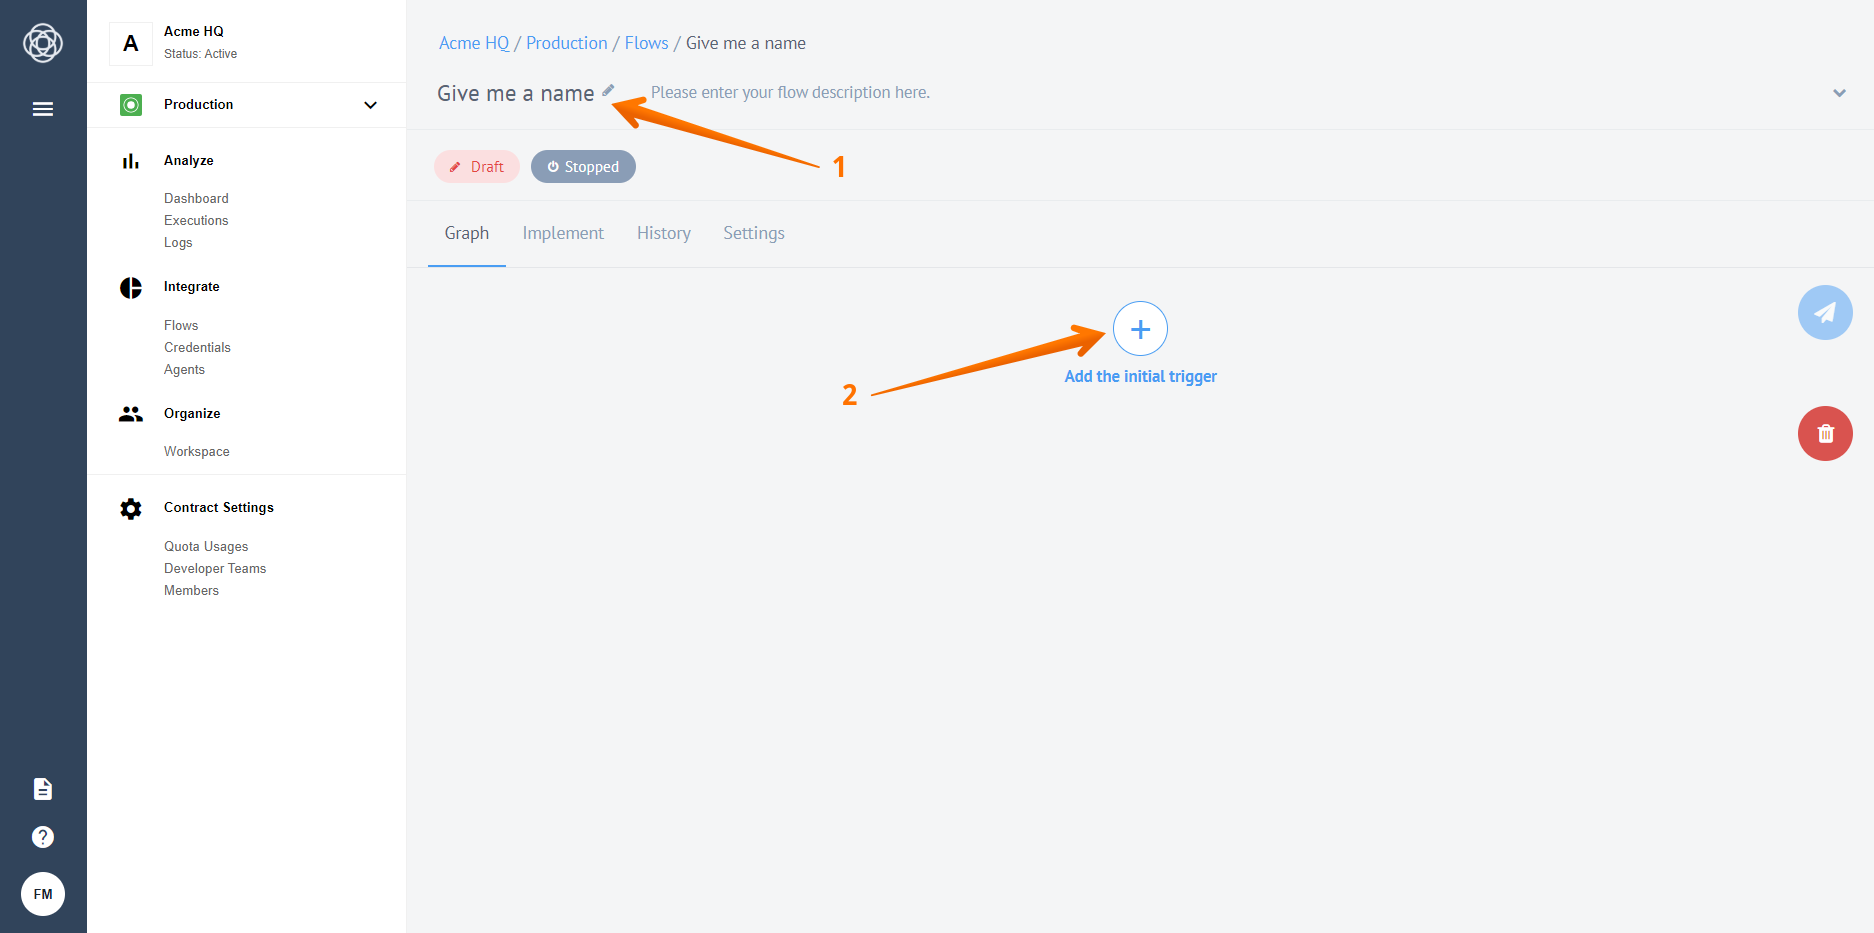 A
Acme HQ
Status: Active
Production
Analyze
Dashboard
Executions
Logs
Integrate
Flows
Credentials
Agents
Organize
Workspace
Contract Settings
Quota Usages
Developer Teams
Members
FM
Acme HQ / Production / Flows / Give me a name
Give me a name Please enter your flow description here.
1
Draft Stopped
Graph Implement History Settings
2
Add the initial trigger